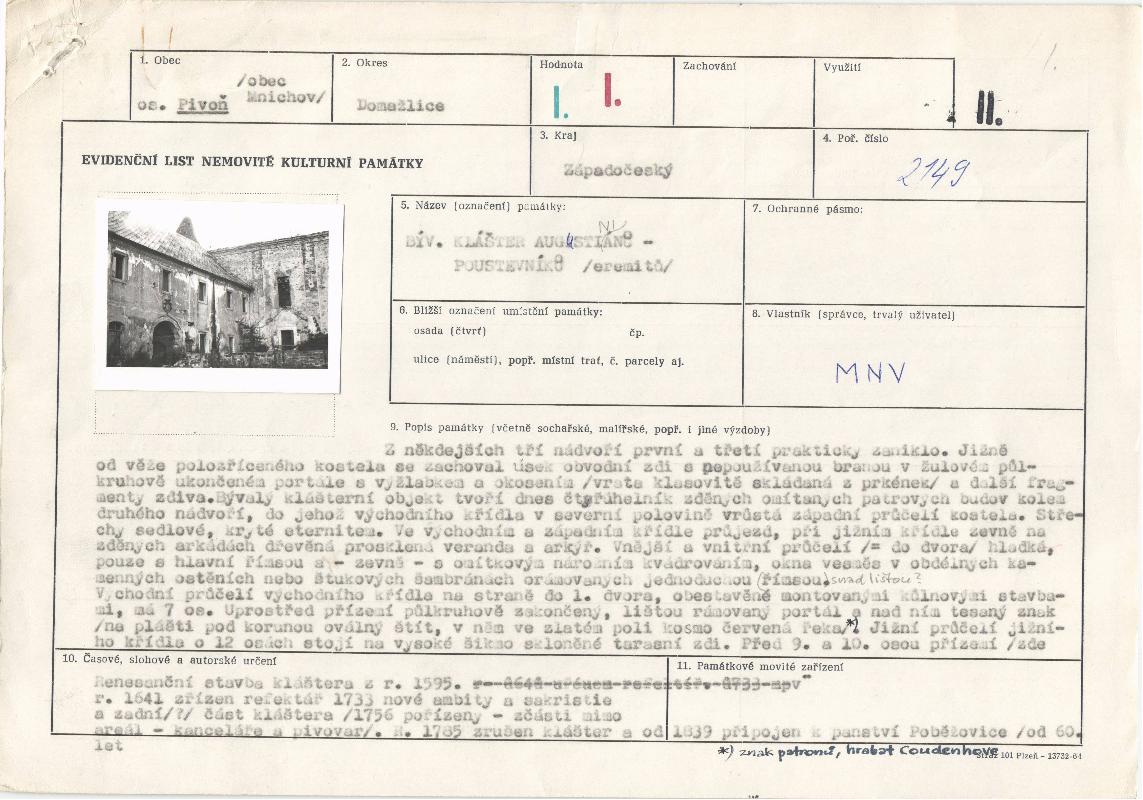 1. Obec
/obec
os. Pivoň Mnichov/
2. Okres
Domažlice
Hodnota
I. I.
Zachování
Využití
II.
EVIDENČNÍ LIST NEMOVITÉ KULTURNÍ PAMÁTKY
3. Kraj
Západočeský
4. Poř. číslo
2149
5. Název (označení) památky:
BÝV. KLÁŠTER AUGUSTIÁNŮ –
NI
POUSTEVNÍKŮ /eremitů/
7. Ochranné pásmo:
6. Bližší označení umístění památky:
osada (čtvrť) čp.
ulice (náměstí), popř. místní trať, č. parcely aj.
8. Vlastník (správce, trvalý uživatel)
MNV
9. Popis památky (včetně sochařské, malířské, popř. i jiné výzdoby)
Z někdejších tří nádvoří první a třetí prakticky zaniklo. Jižně
od věže polozříceného kostela se zachoval úsek obvodní zdi s nepoužívanou branou v žulovém půl-
kruhově ukončeném portále s výžlabkem a okosením /vrata klasovitě skládaná z prkének/ a další frag-
menty zdiva. Bývalý klášterní objekt tvoří dnes čtyřúhelník zděných omítaných patrových budov kolem
druhého nádvoří, do jehož východního křídla v severní polovině vrůstá západní průčelí kostela. Stře-
chy sedlové, kryté eternitem. Ve východním a západním křídle průjezd, při jižním křídle zevně na
zděných arkádách dřevěná prosklená veranda a arkýř. Vnější a vnitřní průčelí /= do dvora/ hladká,
pouze s hlavní římsou a – zevně – s omítkovým nárožním kvádrováním, okna vesměs v obdélných ka-
menných ostěních nebo štukových šambránách orámovaných jednoduchou (římsou) snad lištou?
Východní průčelí východního křídla na straně do 1. dvora, obestavěné montovanými kůlnovými stavba-
mi, má 7 os. Uprostřed přízemí půlkruhově zakončený, lištou rámovaný portál a nad ním tesaný znak
/na plášti pod korunou oválný štít, v něm ve zlatém poli kosmo červená řeka/*). Jižní průčelí jižní-
ho křídla o 12 osách stojí na vysoké šikmo skloněné tarasní zdi. Před 9. a 10. osou přízemí /zde
10. Časové, slohové a autorské určení
11. Památkové movité zařízení
Renesanční stavba kláštera z r. 1595.
r. 1641 zřízen refektář 1733 nové ambity a sakristie
a zadní/?/ část kláštera /1756 pořízeny – zčásti mimo
areál – kanceláře a pivovar/. R. 1785 zrušen klášter a od 1839 připojen k panství Poběžovice /od 60.
let
*) znak patronů, hrabat Coudenhove
101 Plzeň – 13732-64